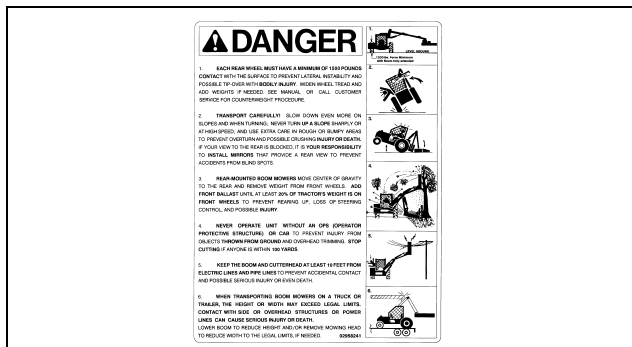 DANGER
1. EACH REAR WHEEL MUST HAVE A MINIMUM OF 1500 POUNDS
CONTACT WITH THE SURFACE TO PREVENT LATERAL INSTABILITY AND
POSSIBLE TIP-OVER WITH BODILY INJURY. WIDEN WHEEL TREAD AND
ADD WEIGHTS IF NEEDED. SEE MANUAL OR CALL CUSTOMER
SERVICE FOR COUNTERWEIGHT PROCEDURE.
2. TRANSPORT CAREFULLY! SLOW DOWN EVEN MORE ON
SLOPES AND WHEN TURNING; NEVER TURN UP A SLOPE SHARPLY OR
AT HIGH SPEED; AND USE EXTRA CARE IN ROUGH OR BUMPY AREAS
TO PREVENT OVERTURN AND POSSIBLE CRUSHING INJURY OR DEATH.
IF YOUR VIEW TO THE REAR IS BLOCKED, IT IS YOUR RESPONSIBILITY
TO INSTALL MIRRORS THAT PROVIDE A REAR VIEW TO PREVENT
ACCIDENTS FROM BLIND SPOTS.
3. REAR-MOUNTED BOOM MOWERS MOVE CENTER OF GRAVITY
TO THE REAR AND REMOVE WEIGHT FROM FRONT WHEELS. ADD
FRONT BALLAST UNTIL AT LEAST 20% OF TRACTOR'S WEIGHT IS ON
FRONT WHEELS TO PREVENT REARING UP, LOSS OF STEERING
CONTROL, AND POSSIBLE INJURY.
4. NEVER OPERATE UNIT WITHOUT AN OPS (OPERATOR
PROTECTIVE STRUCTURE) OR CAB TO PREVENT INJURY FROM
OBJECTS THROWN FROM GROUND AND OVERHEAD TRIMMING. STOP
CUTTING IF ANYONE IS WITHIN 100 YARDS.
5. KEEP THE BOOM AND CUTTERHEAD AT LEAST 10 FEET FROM
ELECTRIC LINES AND PIPE LINES TO PREVENT ACCIDENTAL CONTACT
AND POSSIBLE SERIOUS INJURY OR EVEN DEATH.
6. WHEN TRANSPORTING BOOM MOWERS ON A TRUCK OR
TRAILER, THE HEIGHT OR WIDTH MAY EXCEED LEGAL LIMITS.
CONTACT WITH SIDE OR OVERHEAD STRUCTURES OR POWER
LINES CAN CAUSE SERIOUS INJURY OR DEATH.
LOWER BOOM TO REDUCE HEIGHT AND/OR REMOVE MOWING HEAD
TO REDUCE WIDTH TO THE LEGAL LIMITS, IF NEEDED. 02958241
1.
LEVEL GROUND
1500 lbs. Force Minimum
with Boom fully extended
2.
3.
4.
5.
6.